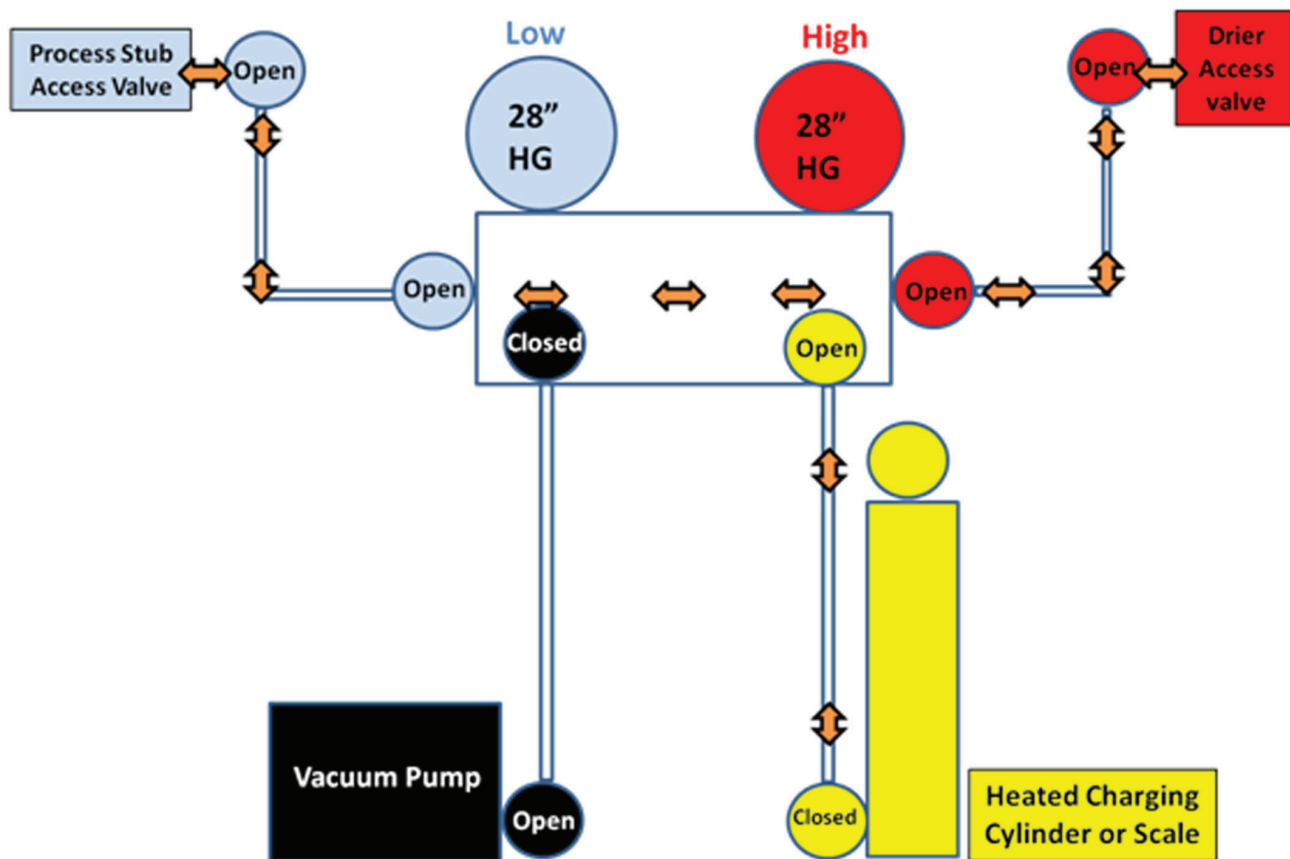 Low
High
Process Stub
Access Valve
Open
Open
Drier
Access
valve
28”
HG
28”
HG
Open
Open
Closed
Open
Vacuum Pump
Open
Closed
Heated Charging
Cylinder or Scale